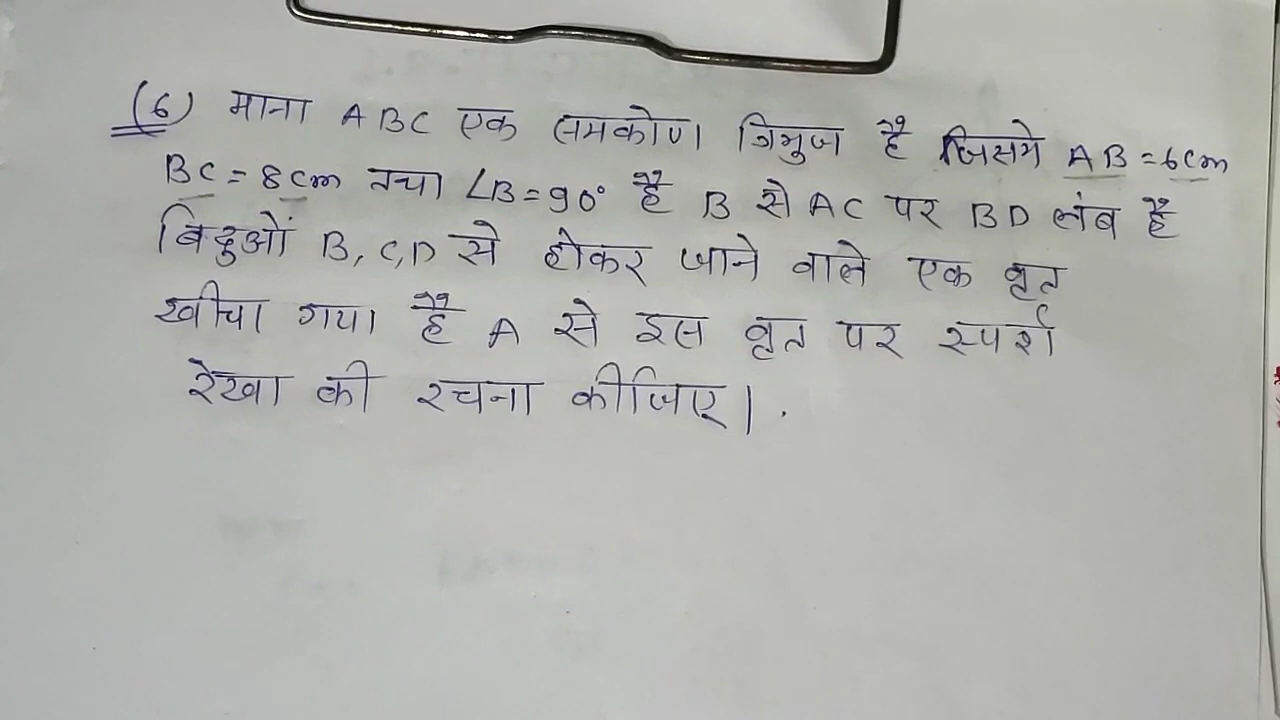 (6) माना ABC एक समकोण त्रिभुज है जिसमे AB=6cm
BC=8cm तथा ∠B=90° है B से AC पर BD लंब है
बिदुओं B,C,D से होकर जाने वाले एक वृत
खीचा गया है A से इस वृत पर स्पर्श
रेखा की रचना कीजिए।.